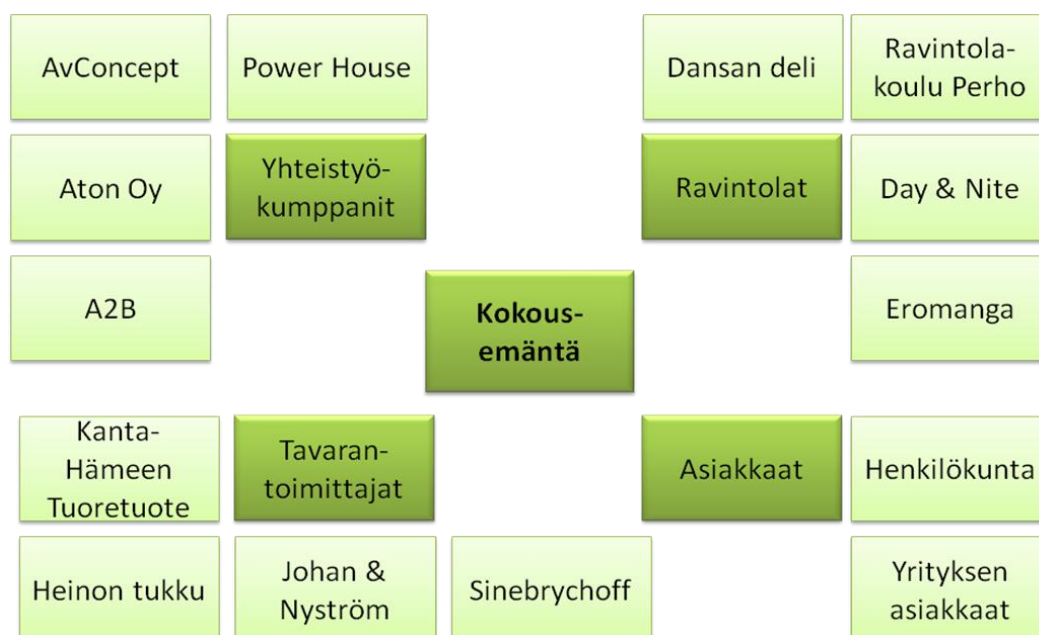 AvConcept
Power House
Dansan deli
Ravintola-
koulu Perho
Aton Oy
Yhteistyö-
kumppanit
Ravintolat
Day & Nite
A2B
Kokous-
emäntä
Eromanga
Kanta-
Hämeen
Tuoretuote
Tavaran-
toimittajat
Asiakkaat
Henkilökunta
Heinon tukku
Johan &
Nyström
Sinebrychoff
Yrityksen
asiakkaat